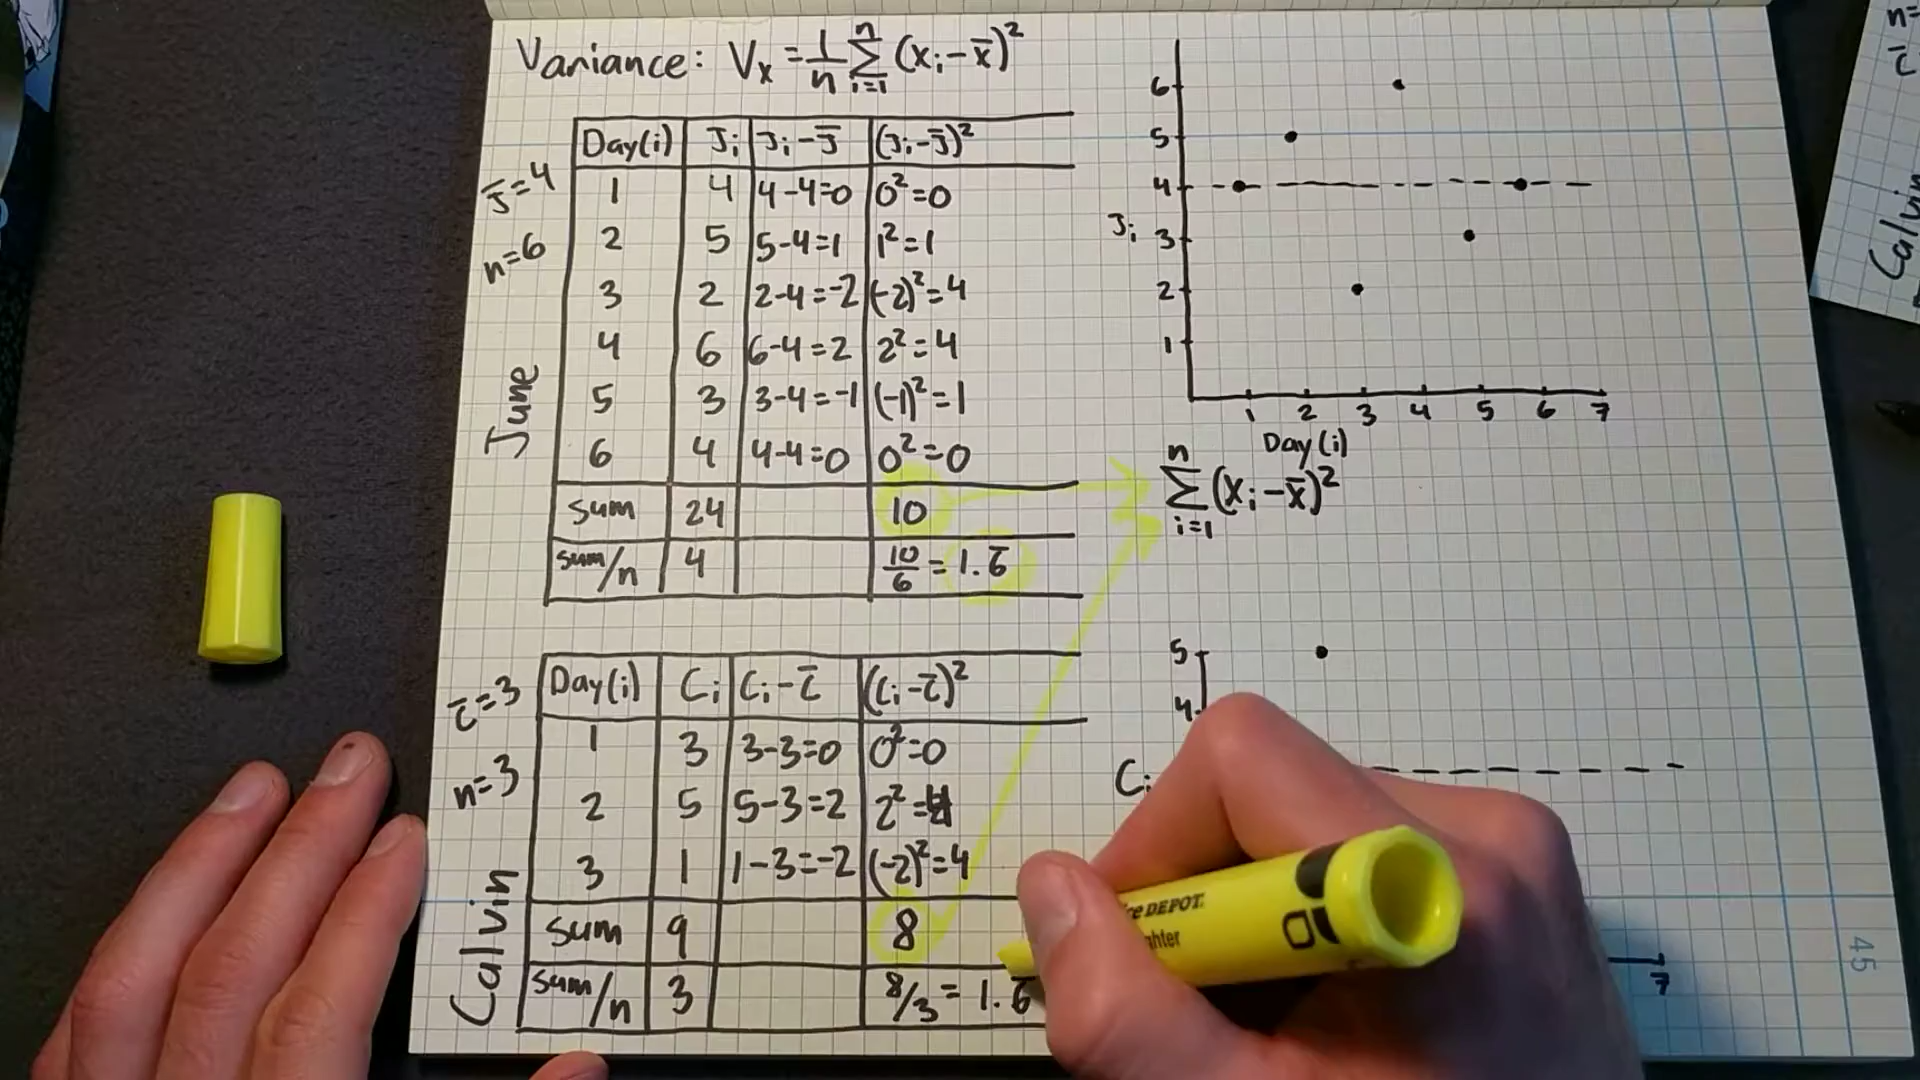 Variance: Vx = 1/n n∑i=1 (xi - x̄)²
J̄=4
n=6
June
Day(i) Ji Ji-J̄ (Ji-J̄)²
1 4 4-4=0 0²=0
2 5 5-4=1 1²=1
3 2 2-4=-2 (-2)²=4
4 6 6-4=2 2²=4
5 3 3-4=-1 (-1)²=1
6 4 4-4=0 0²=0
Sum 24 10
sum/n 4 10/6 = 1.6̄
6
5
4
Ji 3
2
1
1 2 3 4 5 6 7
Day(i)
n∑i=1 (xi - x̄)²
c̄=3
n=3
Calvin
Day(i) Ci Ci-c̄ (Ci-c̄)²
1 3 3-3=0 0²=0
2 5 5-3=2 2²=4
3 1 1-3=-2 (-2)²=4
Sum 9 8
sum/n 3 8/3 = 1.6̄
5
4
Ci
7
DEPOT.
45
n=
c̄
Calvin